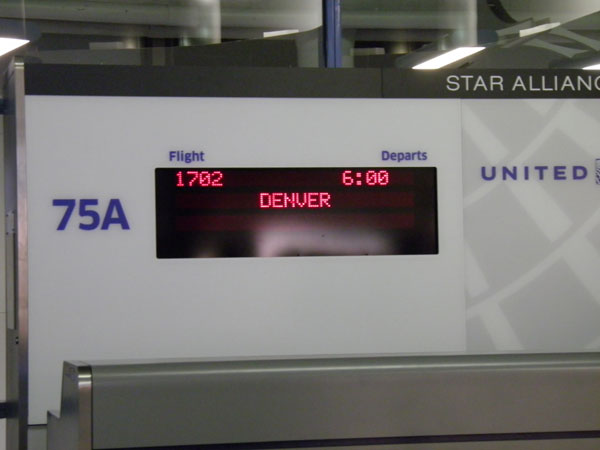 STAR ALLIANC
Flight Departs
1702 6:00
DENVER
75A
UNITED